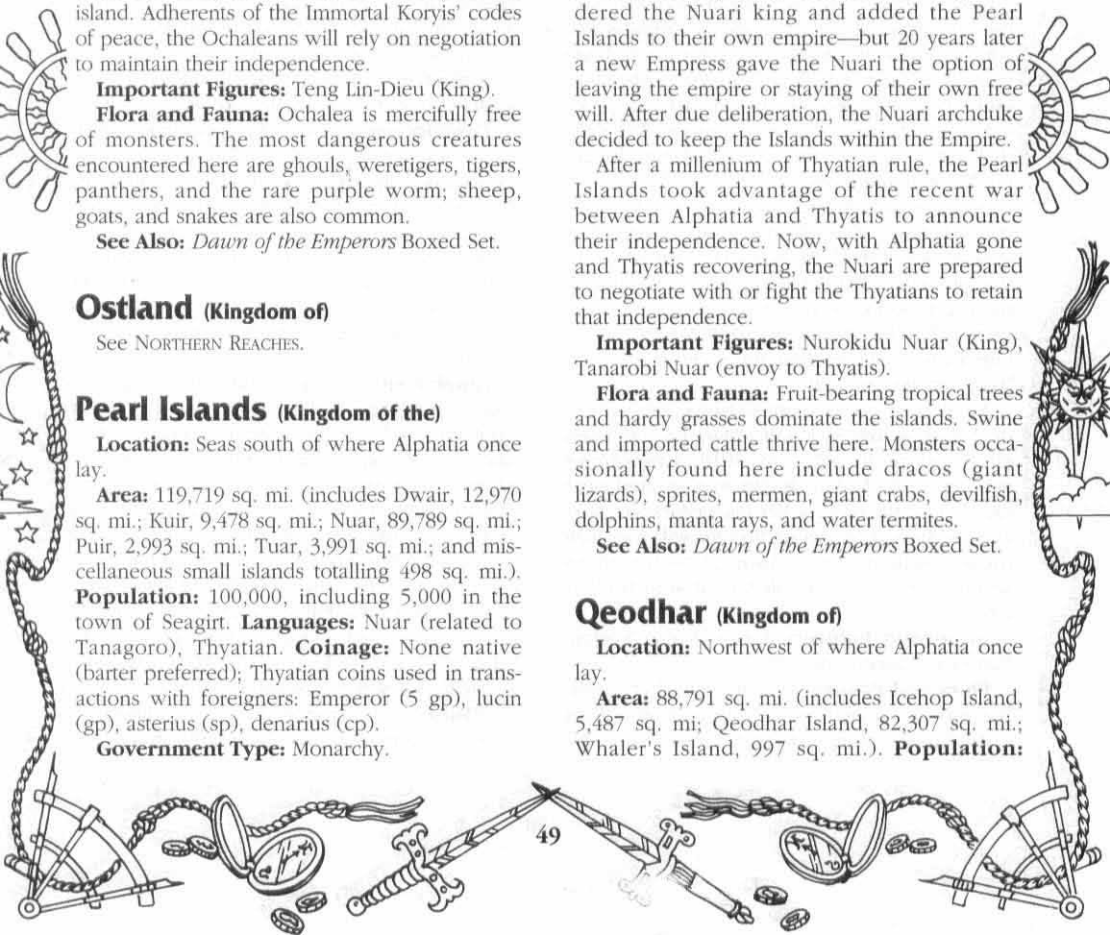 island. Adherents of the Immortal Koryis' codes
of peace, the Ochaleans will rely on negotiation
to maintain their independence.
Important Figures: Teng Lin-Dieu (King).
Flora and Fauna: Ochalea is mercifully free
of monsters. The most dangerous creatures
encountered here are ghouls, weretigers, tigers,
panthers, and the rare purple worm; sheep,
goats, and snakes are also common.
See Also: Dawn of the Emperors Boxed Set.
Ostland (Kingdom of)
See NORTHERN REACHES.
Pearl Islands (Kingdom of the)
Location: Seas south of where Alphatia once
lay.
Area: 119,719 sq. mi. (includes Dwair, 12,970
sq. mi.; Kuir, 9,478 sq. mi.; Nuar, 89,789 sq. mi.;
Puir, 2,993 sq. mi.; Tuar, 3,991 sq. mi.; and mis-
cellaneous small islands totalling 498 sq. mi.).
Population: 100,000, including 5,000 in the
town of Seagirt. Languages: Nuar (related to
Tanagoro), Thyatian. Coinage: None native
(barter preferred); Thyatian coins used in trans-
actions with foreigners: Emperor (5 gp), lucin
(gp), asterius (sp), denarius (cp).
Government Type: Monarchy.
dered the Nuari king and added the Pearl
Islands to their own empire—but 20 years later
a new Empress gave the Nuari the option of
leaving the empire or staying of their own free
will. After due deliberation, the Nuari archduke
decided to keep the Islands within the Empire.
After a millenium of Thyatian rule, the Pearl
Islands took advantage of the recent war
between Alphatia and Thyatis to announce
their independence. Now, with Alphatia gone
and Thyatis recovering, the Nuari are prepared
to negotiate with or fight the Thyatians to retain
that independence.
Important Figures: Nurokidu Nuar (King),
Tanarobi Nuar (envoy to Thyatis).
Flora and Fauna: Fruit-bearing tropical trees
and hardy grasses dominate the islands. Swine
and imported cattle thrive here. Monsters occa-
sionally found here include dracos (giant
lizards), sprites, mermen, giant crabs, devilfish,
dolphins, manta rays, and water termites.
See Also: Dawn of the Emperors Boxed Set.
Qeodhar (Kingdom of)
Location: Northwest of where Alphatia once
lay.
Area: 88,791 sq. mi. (includes Icehop Island,
5,487 sq. mi; Qeodhar Island, 82,307 sq. mi.;
Whaler's Island, 997 sq. mi.). Population:
49